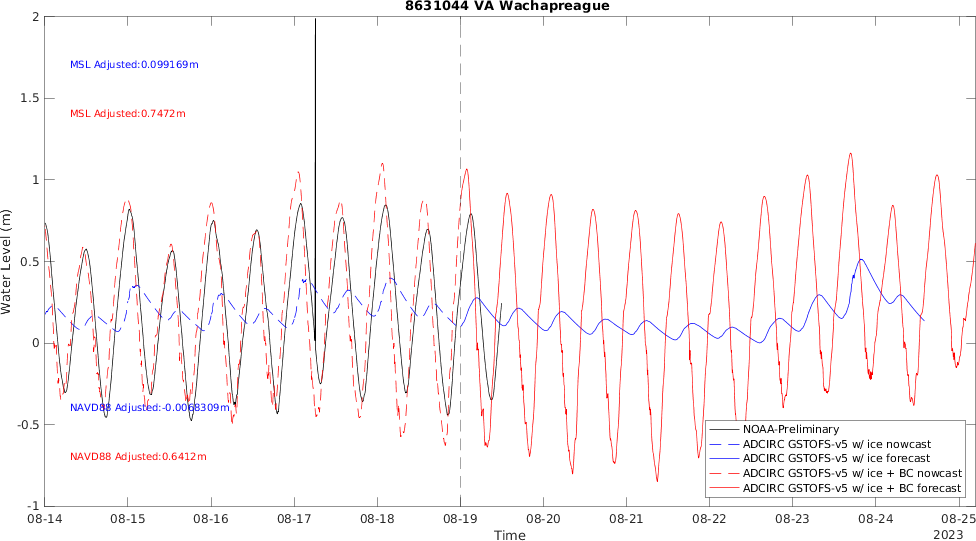 8631044 VA Wachapreague
2
1.5
1
0.5
0
-0.5
-1
Water Level (m)
MSL Adjusted:0.099169m
MSL Adjusted:0.7472m
NAVD88 Adjusted:-0.0068309m
NAVD88 Adjusted:0.6412m
NOAA-Preliminary
ADCIRC GSTOFS-v5 w/ ice nowcast
ADCIRC GSTOFS-v5 w/ ice forecast
ADCIRC GSTOFS-v5 w/ ice + BC nowcast
ADCIRC GSTOFS-v5 w/ ice + BC forecast
08-14 08-15 08-16 08-17 08-18 08-19 08-20 08-21 08-22 08-23 08-24 08-25
Time
2023